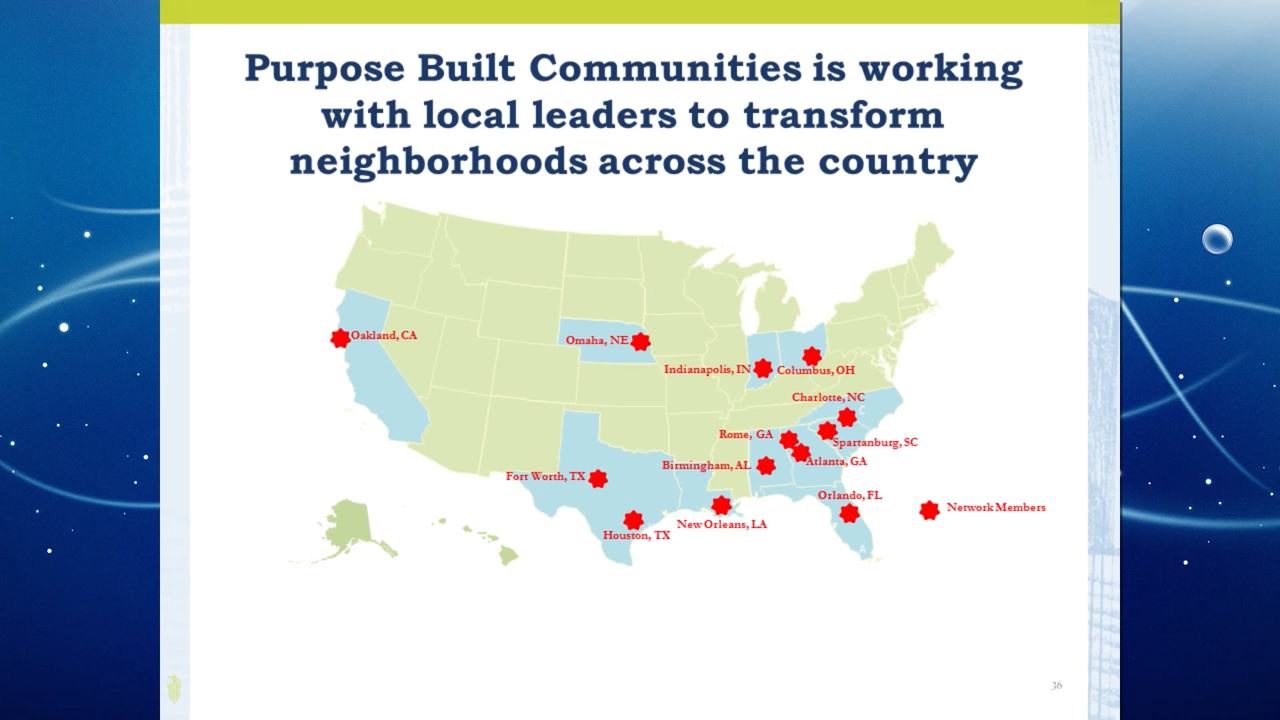 Purpose Built Communities is working
with local leaders to transform
neighborhoods across the country
Oakland, CA
Omaha, NE
Indianapolis, IN
Columbus, OH
Charlotte, NC
C
Rome, GA
Spartanburg, SC
Birmingham, AL
Atlanta, GA
Fort Worth, TX
Orlando, FL
Network Members
New Orleans, LA
Houston, TX
A
36